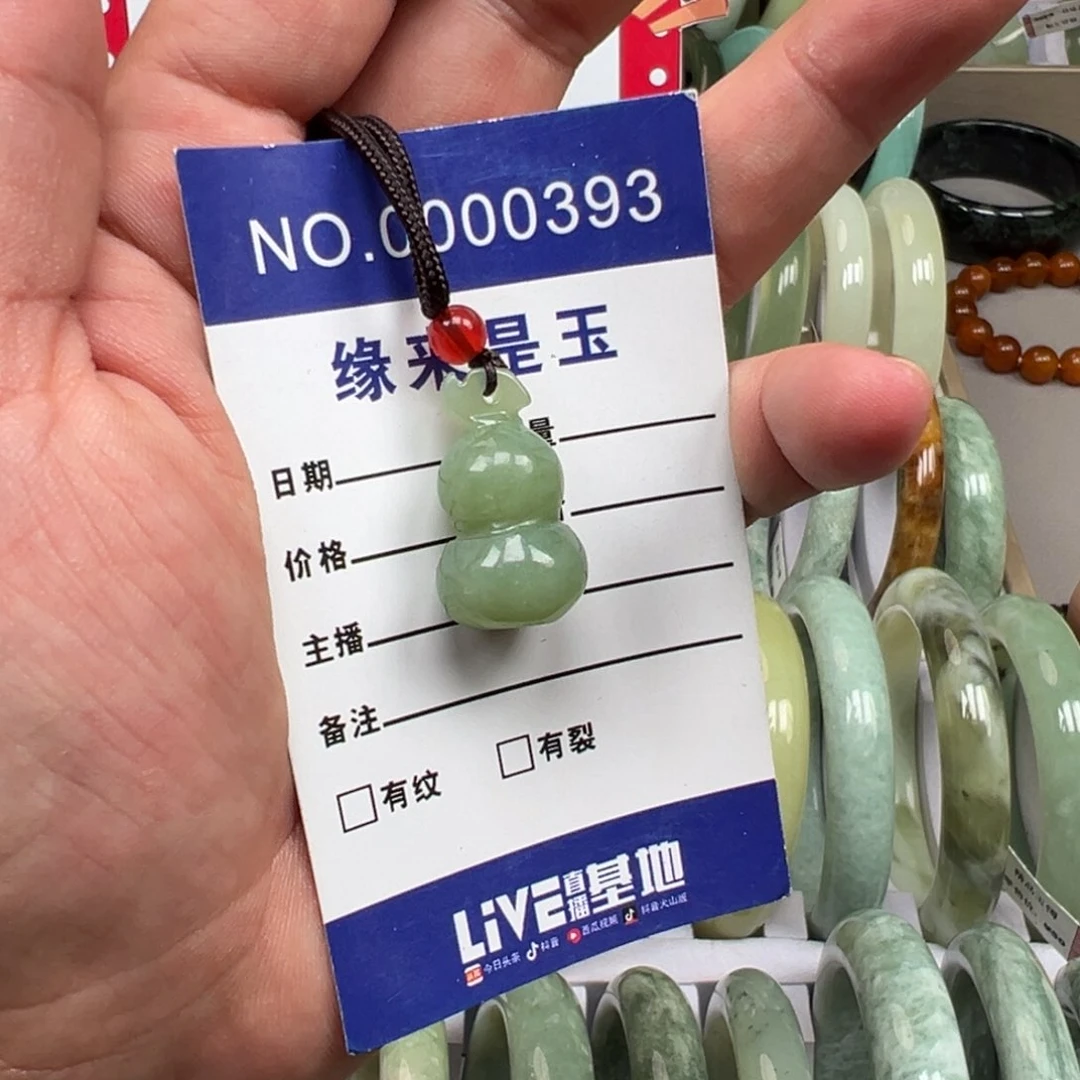 NO.0000393
缘来是玉
量
日期
价格
主播
备注
有纹 有裂
LiVE直播基地
今日头条 抖音 西瓜视频 抖音火山版